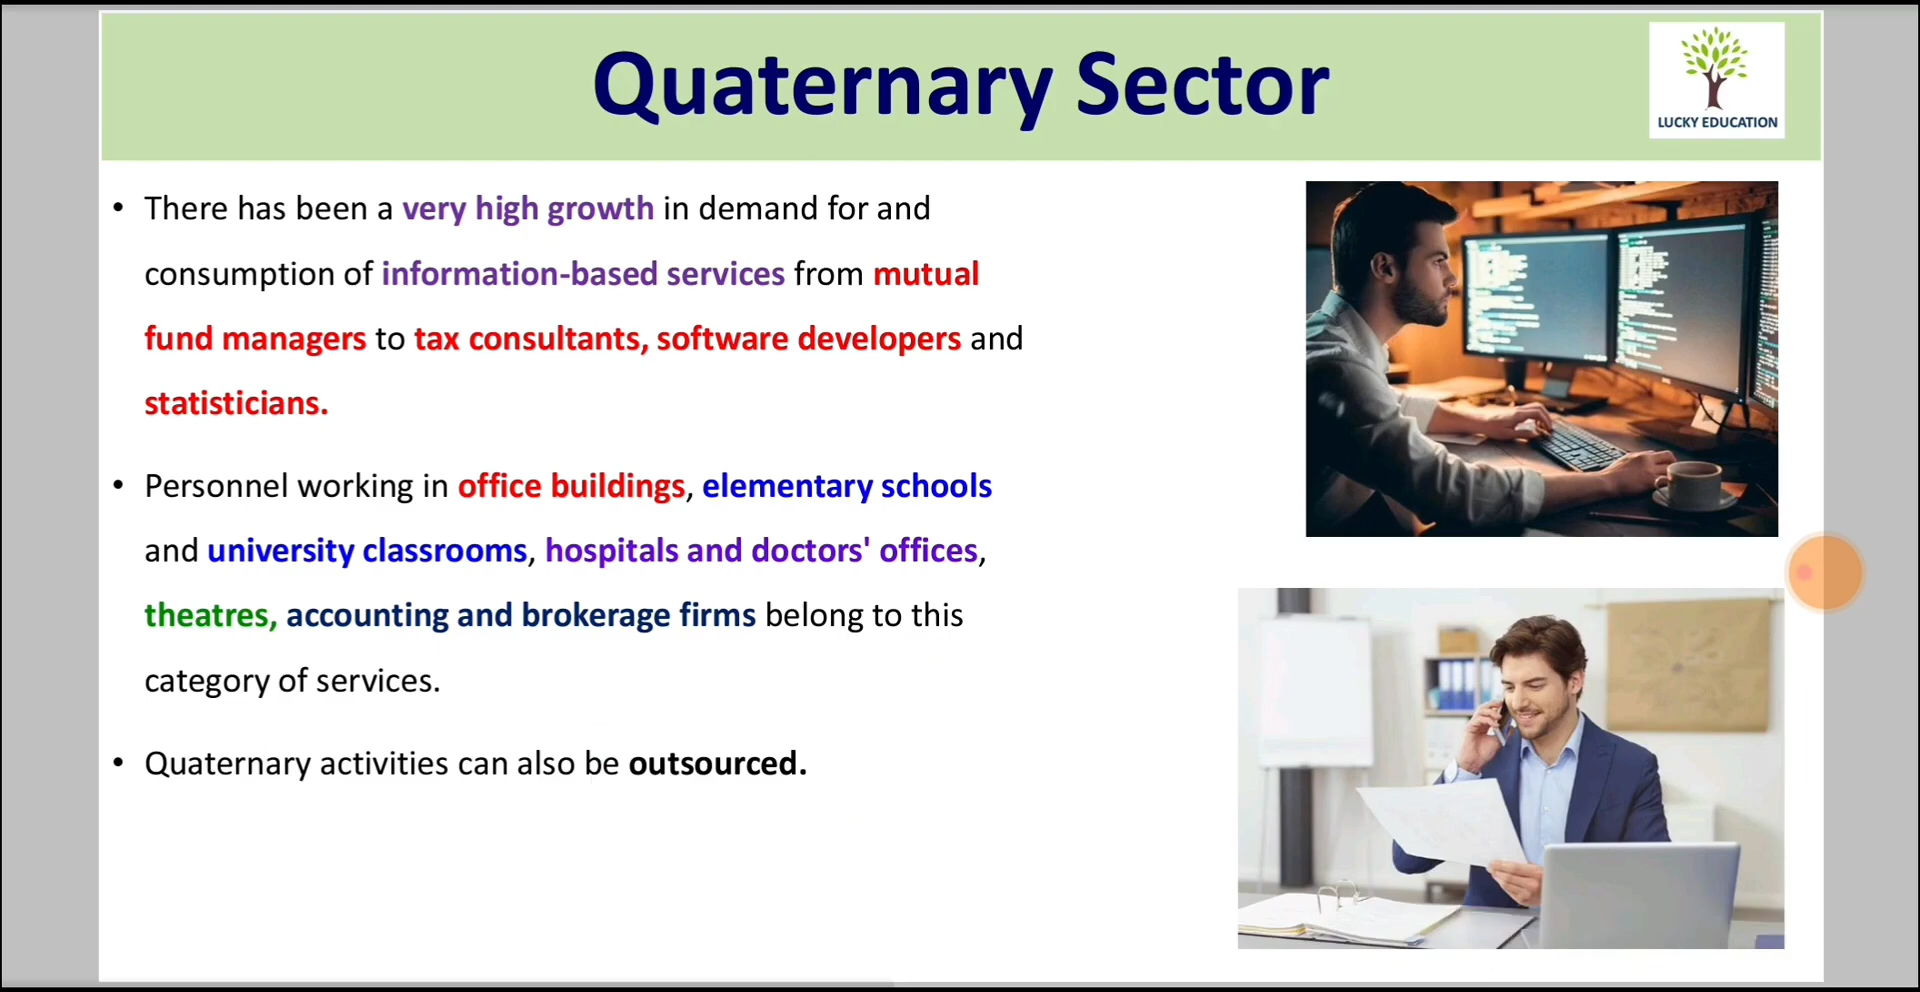 Quaternary Sector
LUCKY EDUCATION
• There has been a very high growth in demand for and
consumption of information-based services from mutual
fund managers to tax consultants, software developers and
statisticians.
• Personnel working in office buildings, elementary schools
and university classrooms, hospitals and doctors' offices,
theatres, accounting and brokerage firms belong to this
category of services.
• Quaternary activities can also be outsourced.